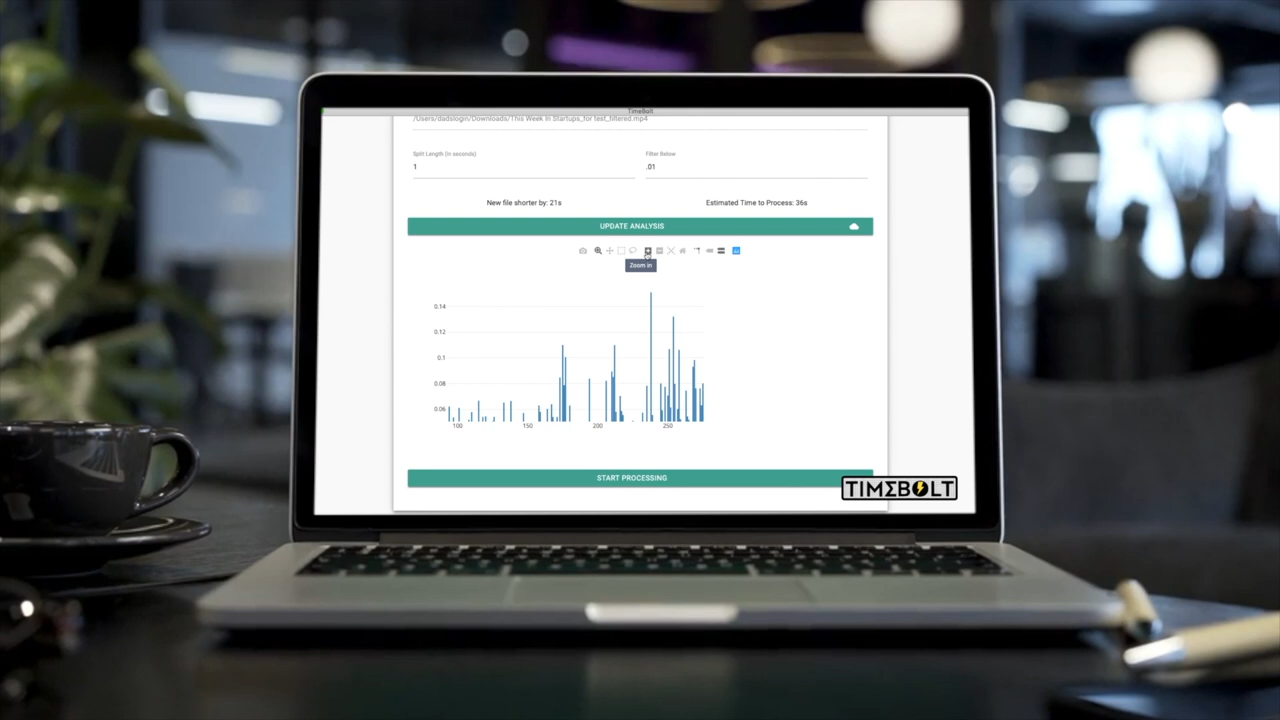 TimeBolt
/Users/dadslogin/Downloads/This Week In Startups_for test_filtered.mp4
Split Length (in seconds)
Filter Below
1
.01
New file shorter by: 21s
Estimated Time to Process: 36s
UPDATE ANALYSIS
Zoom in
0.14
0.12
0.1
0.08
0.06
100
150
200
250
START PROCESSING
TIMEBOLT